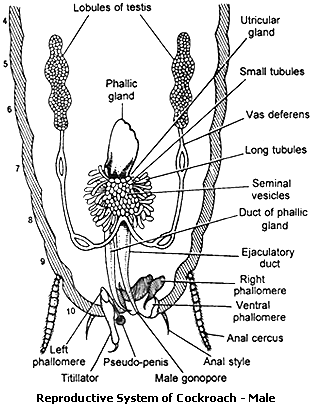 Lobules of testis
Utricular
gland
Small tubules
Phallic
gland
Vas deferens
Long tubules
Seminal
vesicles
Duct of phallic
gland
Ejaculatory
duct
Right
phallomere
Ventral
phallomere
Anal cercus
Anal style
Male gonopore
Pseudo-penis
Titillator
Left
phallomere
4
5
6
7
8
9
10
Reproductive System of Cockroach - Male